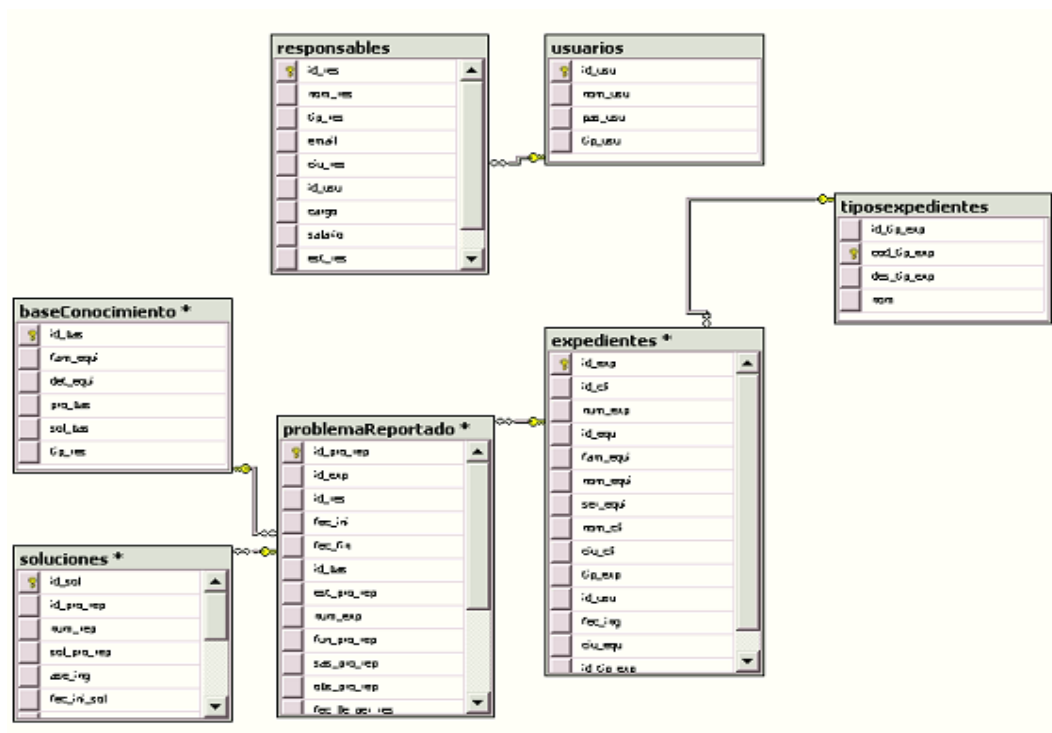 responsables
id_res
nom_res
tip_res
email
ciu_res
id_usu
cargo
salario
est_res
usuarios
id_usu
nom_usu
pas_usu
tip_usu
tiposexpedientes
id_tip_exp
cod_tip_exp
des_tip_exp
nom
baseConocimiento *
id_bas
fam_equi
det_equi
pro_bas
sol_bas
tip_res
expedientes *
id_exp
id_cli
num_exp
id_equ
fam_equi
nom_equi
ser_equi
nom_cli
ciu_cli
tip_exp
id_usu
fec_ing
ciu_equ
id_tip_exp
problemaReportado *
id_pro_rep
id_exp
id_res
fec_ini
fec_fin
id_bas
est_pro_rep
num_exp
fun_pro_rep
sas_pro_rep
obs_pro_rep
soluciones *
id_sol
id_pro_rep
num_rep
sol_pro_rep
ase_ing
fec_ini_sol